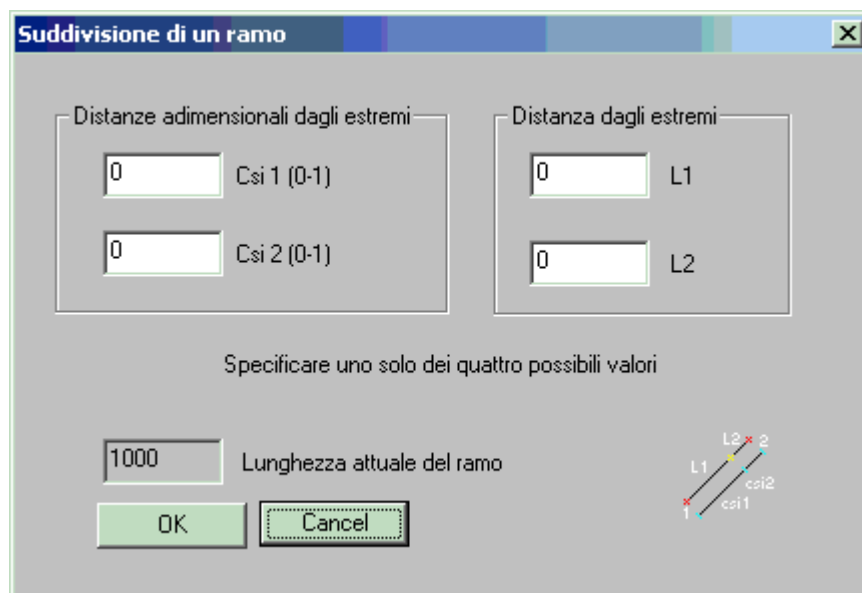 Suddivisione di un ramo
Distanze adimensionali dagli estremi
0 Csi 1 (0-1)
0 Csi 2 (0-1)
Distanza dagli estremi
0 L1
0 L2
Specificare uno solo dei quattro possibili valori
1000 Lunghezza attuale del ramo
OK Cancel
L2 2
L1
csi2
csi1
1